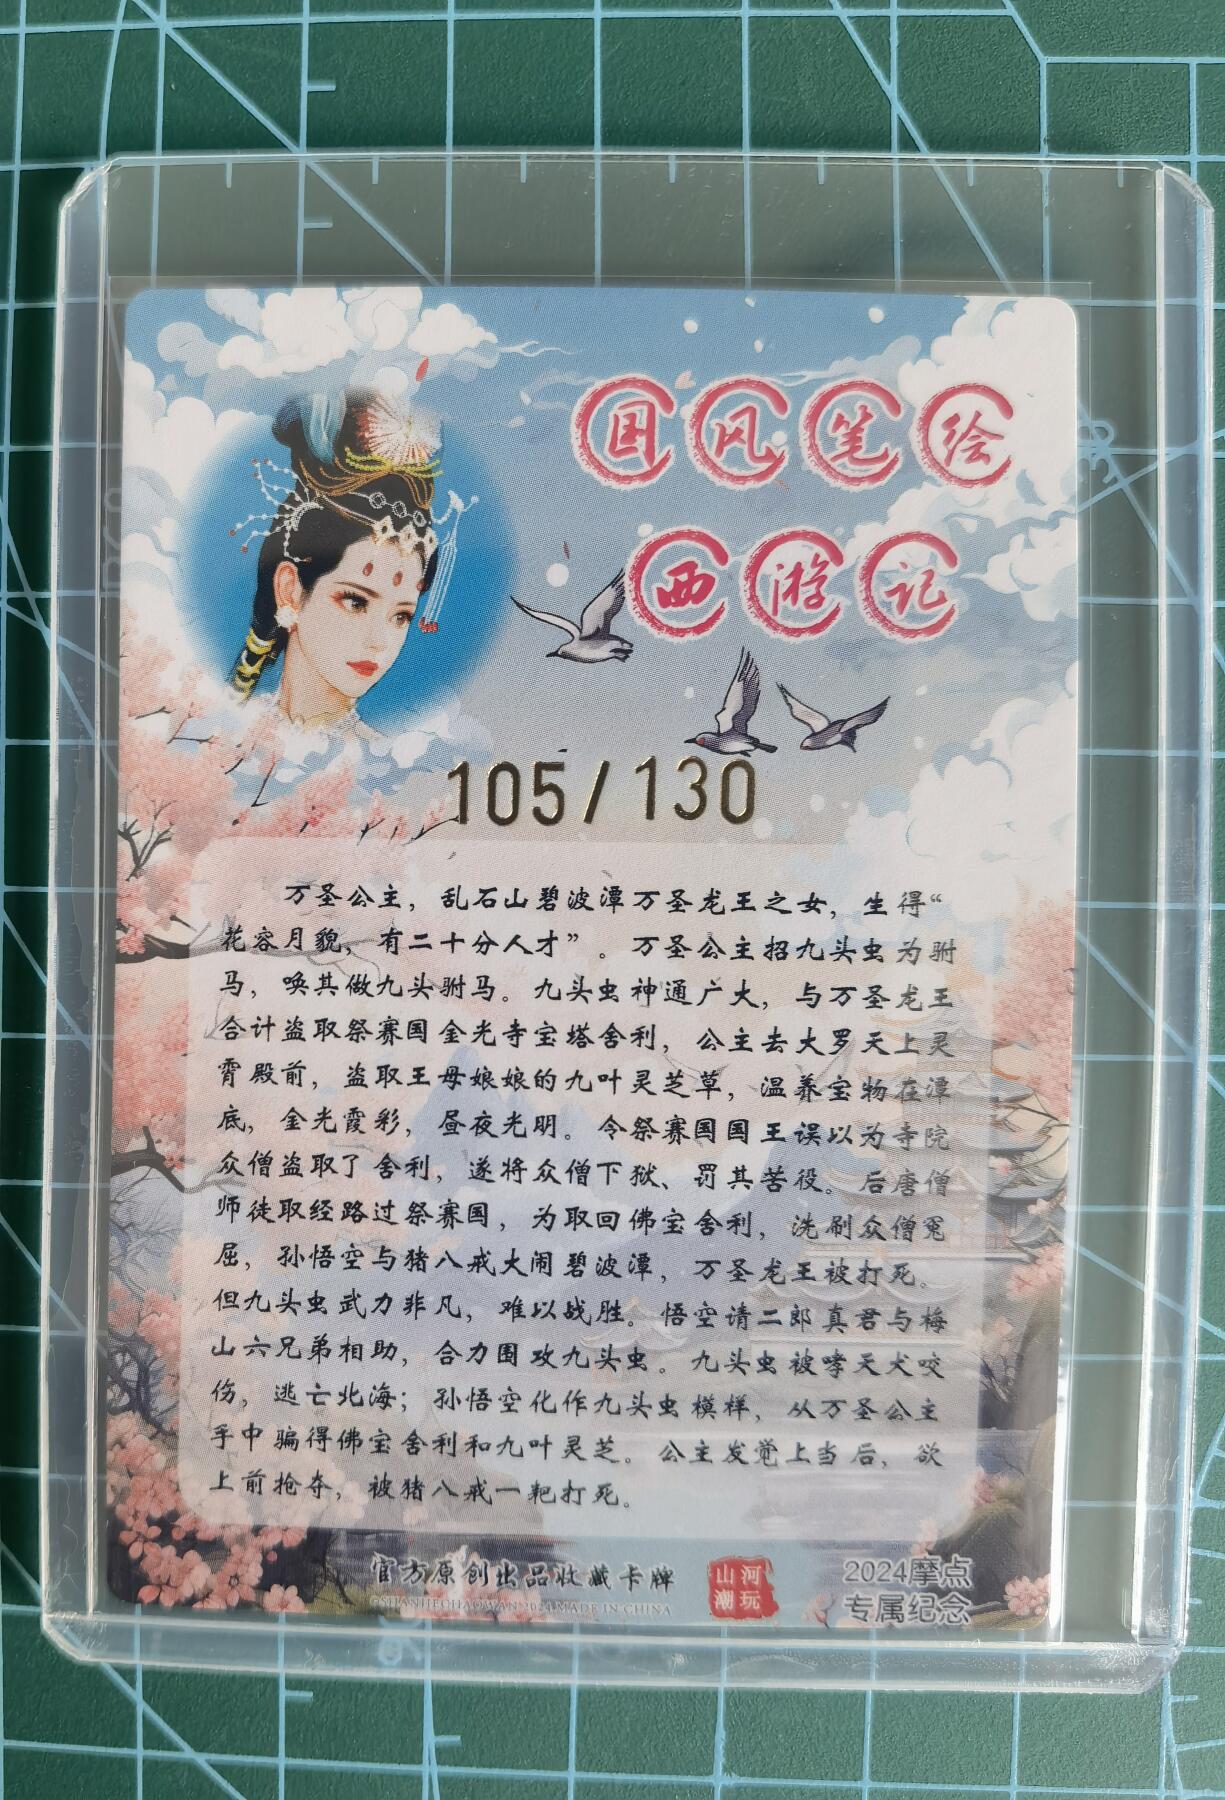 国风笔绘
西游记
105/130
万圣公主，乱石山碧波潭万圣龙王之女，生得“
花容月貌，有二十分人才”。万圣公主招九头虫为驸
马，唤其做九头驸马。九头虫神通广大，与万圣龙王
合计盗取祭赛国金光寺宝塔舍利，公主去大罗天上灵
霄殿前，盗取王母娘娘的九叶灵芝草，温养宝物在潭
底，金光霞彩，昼夜光明。令祭赛国国王误以为寺院
众僧盗取了舍利，遂将众僧下狱、罚其苦役。后唐僧
师徒取经路过祭赛国，为取回佛宝舍利，洗刷众僧冤
屈，孙悟空与猪八戒大闹碧波潭，万圣龙王被打死。
但九头虫武力非凡，难以战胜。悟空请二郎真君与梅
山六兄弟相助，合力围攻九头虫。九头虫被哮天犬咬
伤，逃亡北海；孙悟空化作九头虫模样，从万圣公主
手中骗得佛宝舍利和九叶灵芝。公主发觉上当后，欲
上前抢夺，被猪八戒一耙打死。
官方原创出品收藏卡牌
©SHANHECHAOWAN 2024 MADE IN CHINA
山河
潮玩
2024摩点
专属纪念